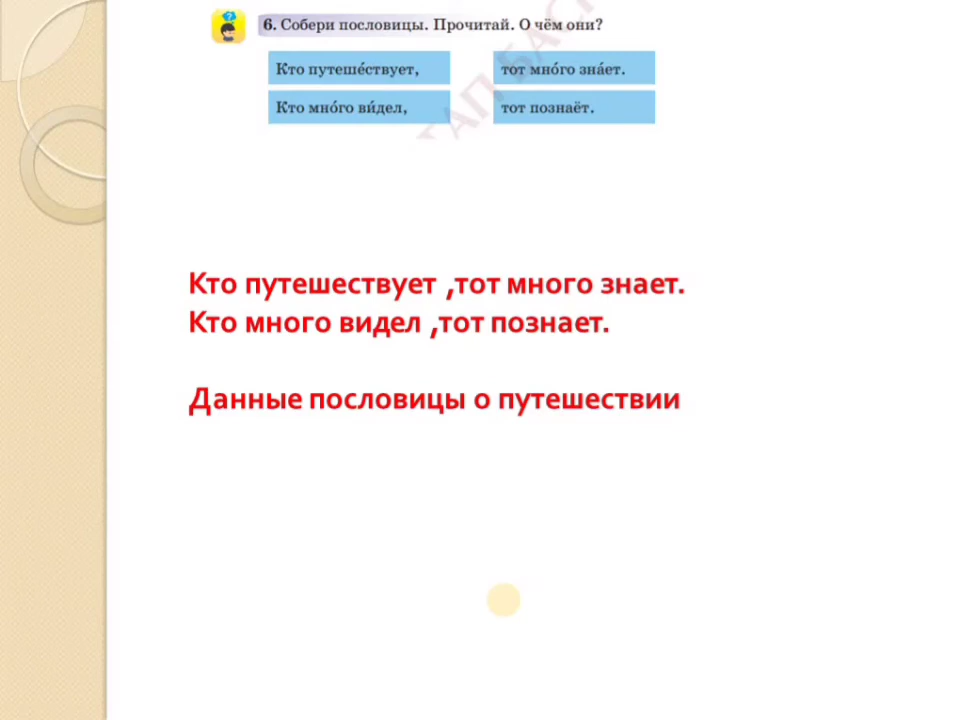 6. Собери пословицы. Прочитай. О чём они?
Кто путеше́ствует,
тот мно́го зна́ет.
Кто мно́го ви́дел,
тот познаёт.
Кто путешествует ,тот много знает.
Кто много видел ,тот познает.
Данные пословицы о путешествии